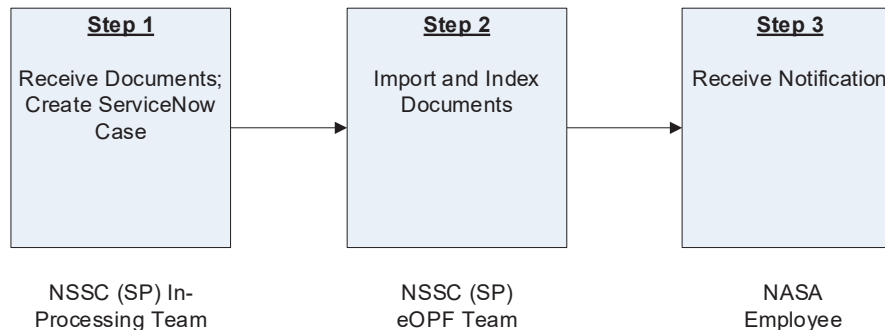 Step 1
Receive Documents;
Create ServiceNow
Case
Step 2
Import and Index
Documents
Step 3
Receive Notification
NSSC (SP) In-
Processing Team
NSSC (SP)
eOPF Team
NASA
Employee